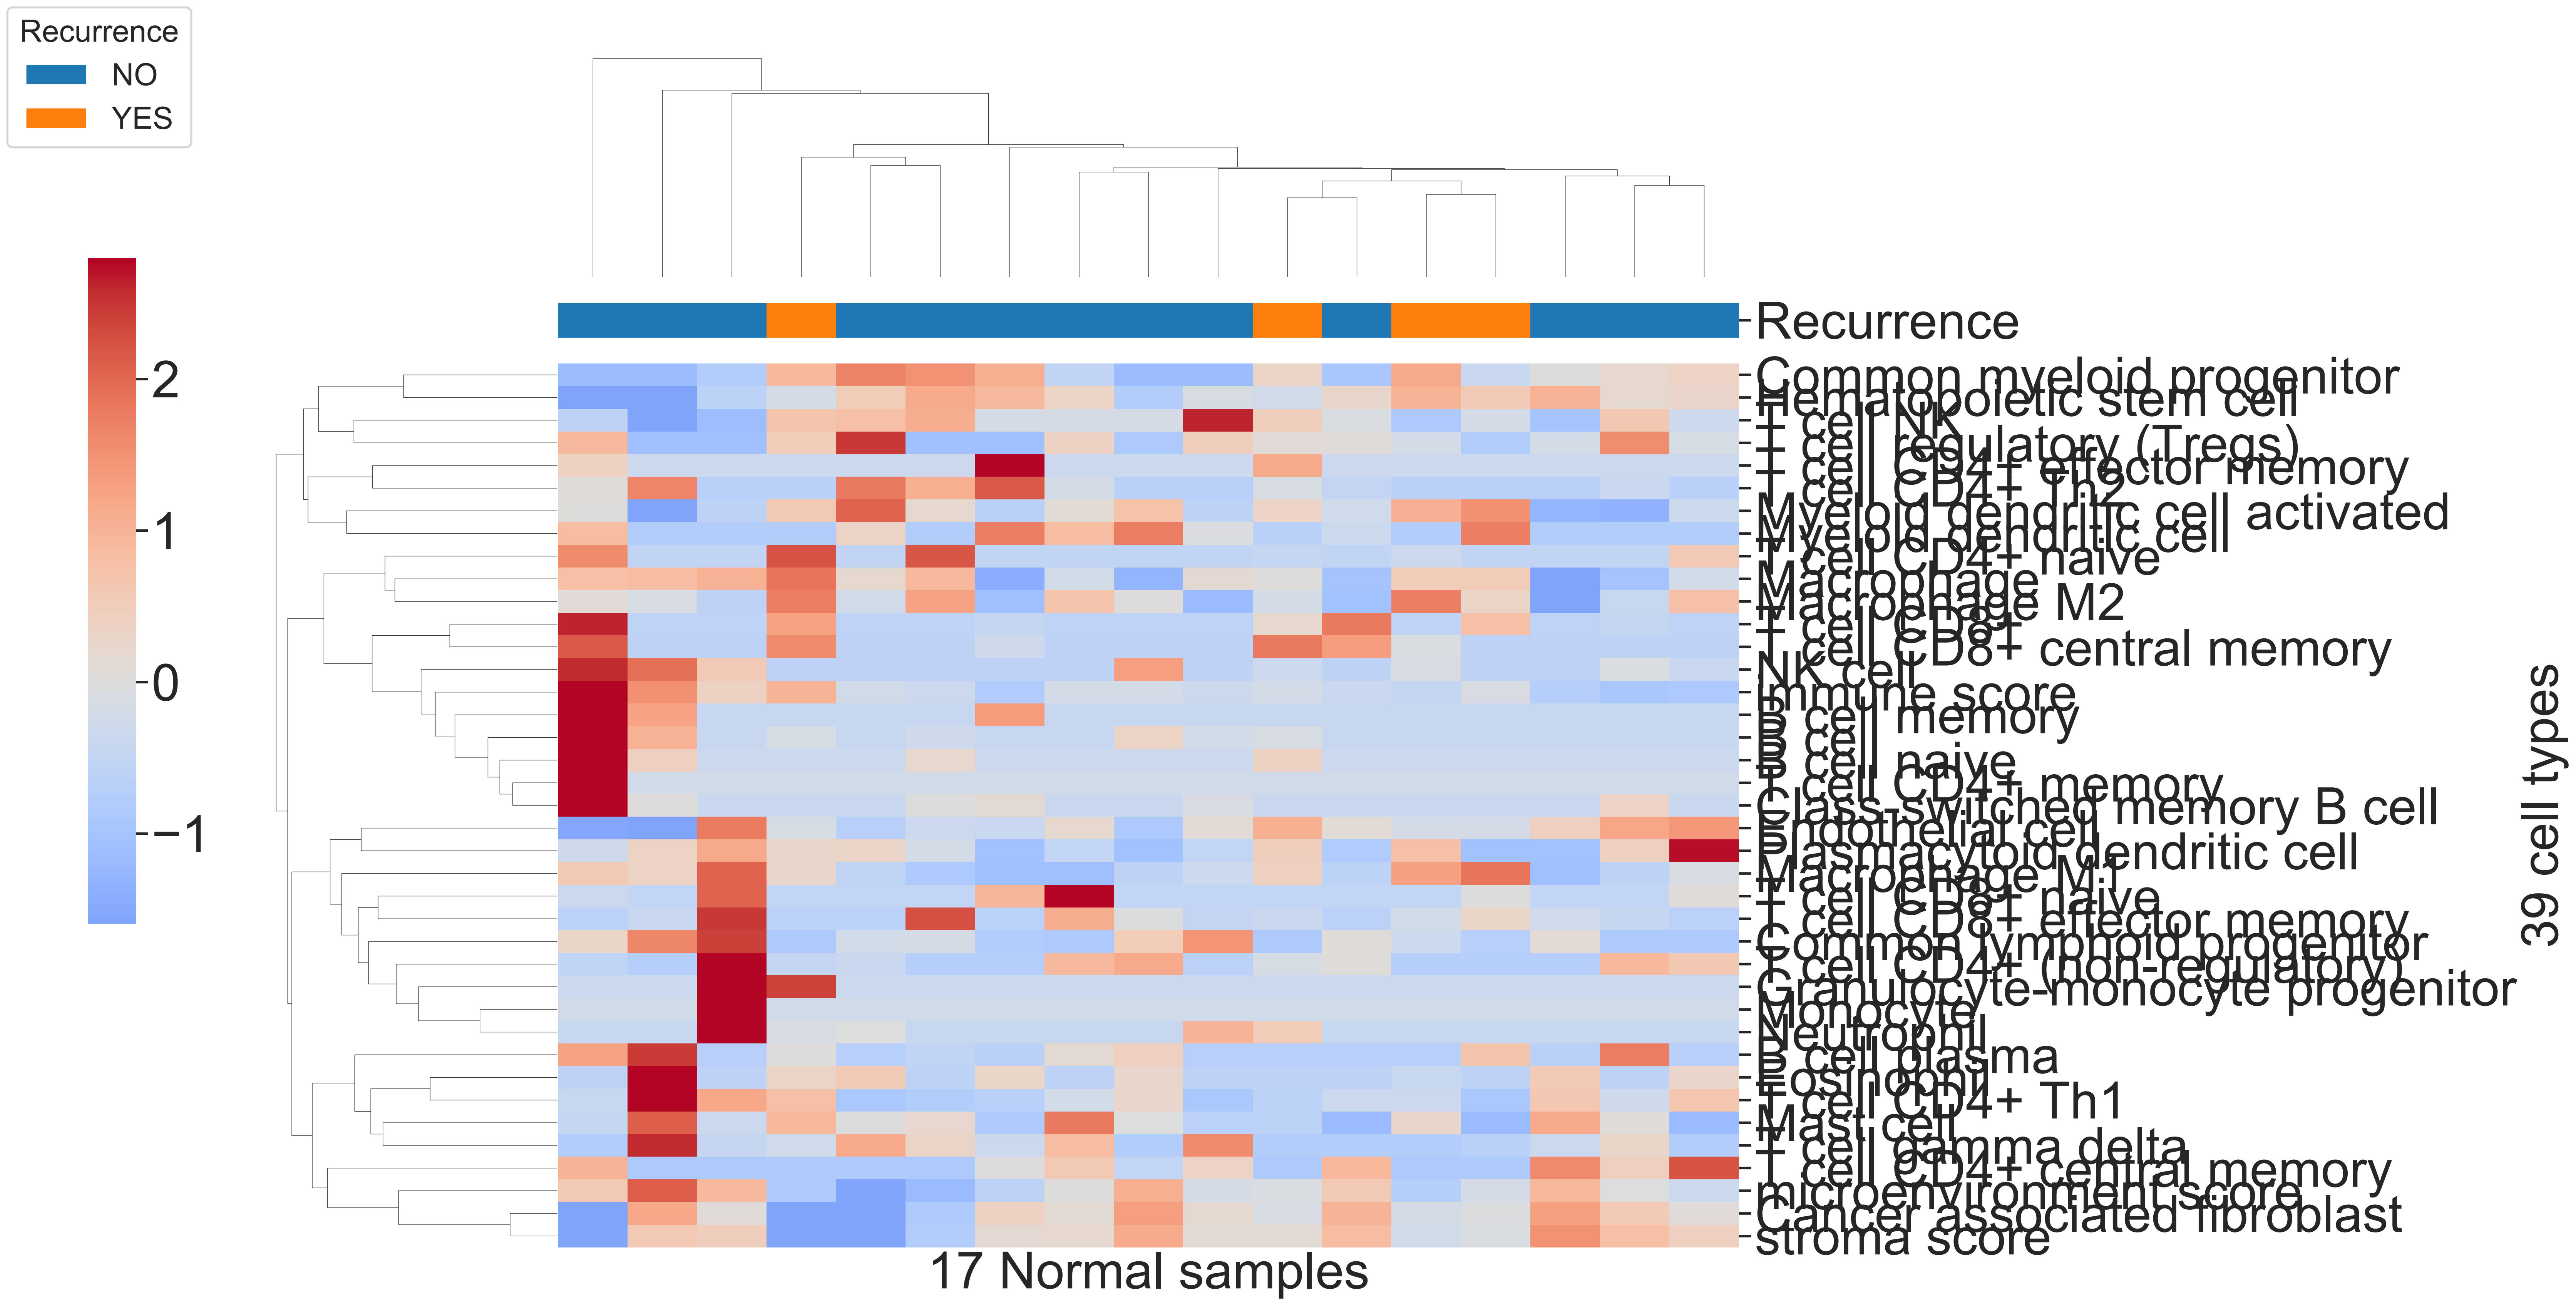 Recurrence
NO
YES
2
1
0
−1
Recurrence
Common myeloid progenitor
Hematopoietic stem cell
T cell NK
T cell regulatory (Tregs)
T cell CD4+ effector memory
T cell CD4+ Th2
Myeloid dendritic cell activated
Myeloid dendritic cell
T cell CD4+ naive
Macrophage
Macrophage M2
T cell CD8+
T cell CD8+ central memory
NK cell
immune score
B cell memory
B cell
B cell naive
T cell CD4+ memory
Class-switched memory B cell
Endothelial cell
Plasmacytoid dendritic cell
Macrophage M1
T cell CD8+ naive
T cell CD8+ effector memory
Common lymphoid progenitor
T cell CD4+ (non-regulatory)
Granulocyte-monocyte progenitor
Monocyte
Neutrophil
B cell plasma
Eosinophil
T cell CD4+ Th1
Mast cell
T cell gamma delta
T cell CD4+ central memory
microenvironment score
Cancer associated fibroblast
stroma score
39 cell types
17 Normal samples